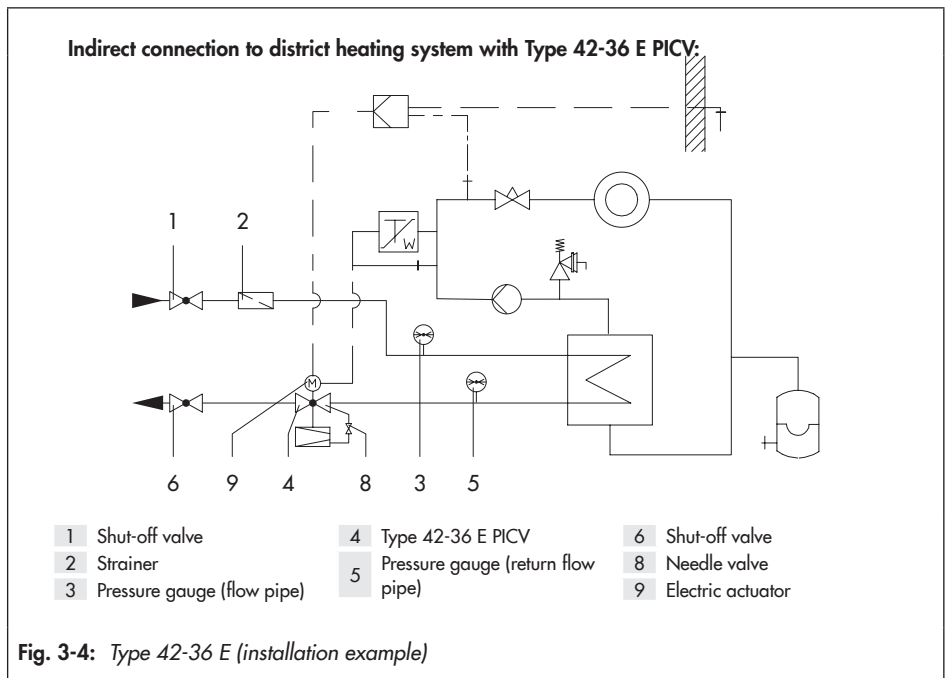 Indirect connection to district heating system with Type 42-36 E PICV:
T
W
1 2
M
6 9 4 8 3 5
1 Shut-off valve
2 Strainer
3 Pressure gauge (flow pipe)
4 Type 42-36 E PICV
5 Pressure gauge (return flow
pipe)
6 Shut-off valve
8 Needle valve
9 Electric actuator
Fig. 3-4: Type 42-36 E (installation example)